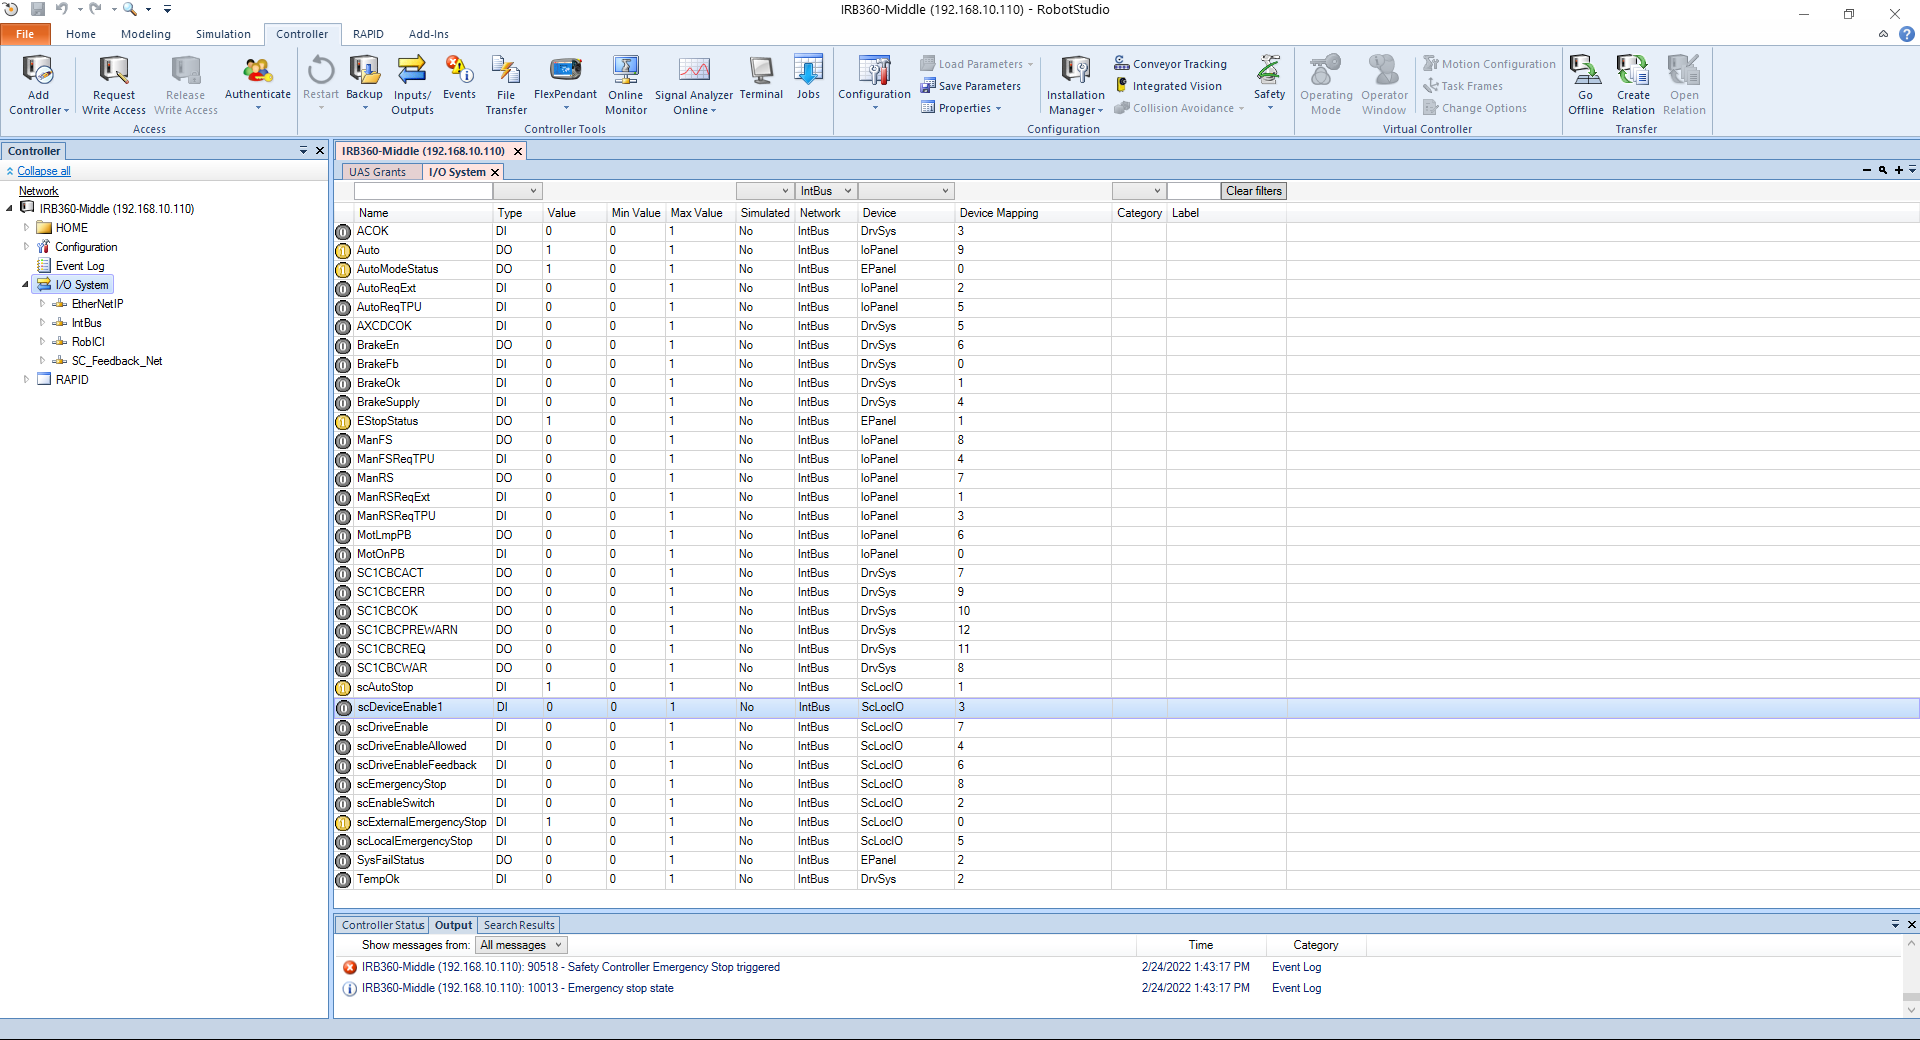 IRB360-Middle (192.168.10.110) - RobotStudio
File Home Modeling Simulation Controller RAPID Add-Ins
Add Controller
Request Write Access
Release Write Access
Authenticate
Access
Restart
Backup
Inputs/ Outputs
Events
File Transfer
FlexPendant
Online Monitor
Signal Analyzer Online
Terminal
Jobs
Controller Tools
Configuration
Load Parameters
Save Parameters
Properties
Installation Manager
Conveyor Tracking
Integrated Vision
Collision Avoidance
Safety
Configuration
Operating Mode
Operator Window
Motion Configuration
Task Frames
Change Options
Virtual Controller
Go Offline
Create Relation
Open Relation
Transfer
Controller
Collapse all
Network
IRB360-Middle (192.168.10.110)
HOME
Configuration
Event Log
I/O System
EtherNetIP
IntBus
RobICI
SC_Feedback_Net
RAPID
IRB360-Middle (192.168.10.110)
UAS Grants I/O System
IntBus Clear filters
Name Type Value Min Value Max Value Simulated Network Device Device Mapping Category Label
ACOK DI 0 0 1 No IntBus DrvSys 3
Auto DO 1 0 1 No IntBus IoPanel 9
AutoModeStatus DO 1 0 1 No IntBus EPanel 0
AutoReqExt DI 0 0 1 No IntBus IoPanel 2
AutoReqTPU DI 0 0 1 No IntBus IoPanel 5
AXCDCOK DI 0 0 1 No IntBus DrvSys 5
BrakeEn DO 0 0 1 No IntBus DrvSys 6
BrakeFb DI 0 0 1 No IntBus DrvSys 0
BrakeOk DI 0 0 1 No IntBus DrvSys 1
BrakeSupply DI 0 0 1 No IntBus DrvSys 4
EStopStatus DO 1 0 1 No IntBus EPanel 1
ManFS DO 0 0 1 No IntBus IoPanel 8
ManFSReqTPU DI 0 0 1 No IntBus IoPanel 4
ManRS DO 0 0 1 No IntBus IoPanel 7
ManRSReqExt DI 0 0 1 No IntBus IoPanel 1
ManRSReqTPU DI 0 0 1 No IntBus IoPanel 3
MotLmpPB DO 0 0 1 No IntBus IoPanel 6
MotOnPB DI 0 0 1 No IntBus IoPanel 0
SC1CBCACT DO 0 0 1 No IntBus DrvSys 7
SC1CBCERR DO 0 0 1 No IntBus DrvSys 9
SC1CBCOK DO 0 0 1 No IntBus DrvSys 10
SC1CBCPREWARN DO 0 0 1 No IntBus DrvSys 12
SC1CBCREQ DO 0 0 1 No IntBus DrvSys 11
SC1CBCWAR DO 0 0 1 No IntBus DrvSys 8
scAutoStop DI 1 0 1 No IntBus ScLocIO 1
scDeviceEnable1 DI 0 0 1 No IntBus ScLocIO 3
scDriveEnable DI 0 0 1 No IntBus ScLocIO 7
scDriveEnableAllowed DI 0 0 1 No IntBus ScLocIO 4
scDriveEnableFeedback DI 0 0 1 No IntBus ScLocIO 6
scEmergencyStop DI 0 0 1 No IntBus ScLocIO 8
scEnableSwitch DI 0 0 1 No IntBus ScLocIO 2
scExternalEmergencyStop DI 1 0 1 No IntBus ScLocIO 0
scLocalEmergencyStop DI 0 0 1 No IntBus ScLocIO 5
SysFailStatus DO 0 0 1 No IntBus EPanel 2
TempOk DI 0 0 1 No IntBus DrvSys 2
Controller Status Output Search Results
Show messages from: All messages Time Category
IRB360-Middle (192.168.10.110): 90518 - Safety Controller Emergency Stop triggered 2/24/2022 1:43:17 PM Event Log
IRB360-Middle (192.168.10.110): 10013 - Emergency stop state 2/24/2022 1:43:17 PM Event Log